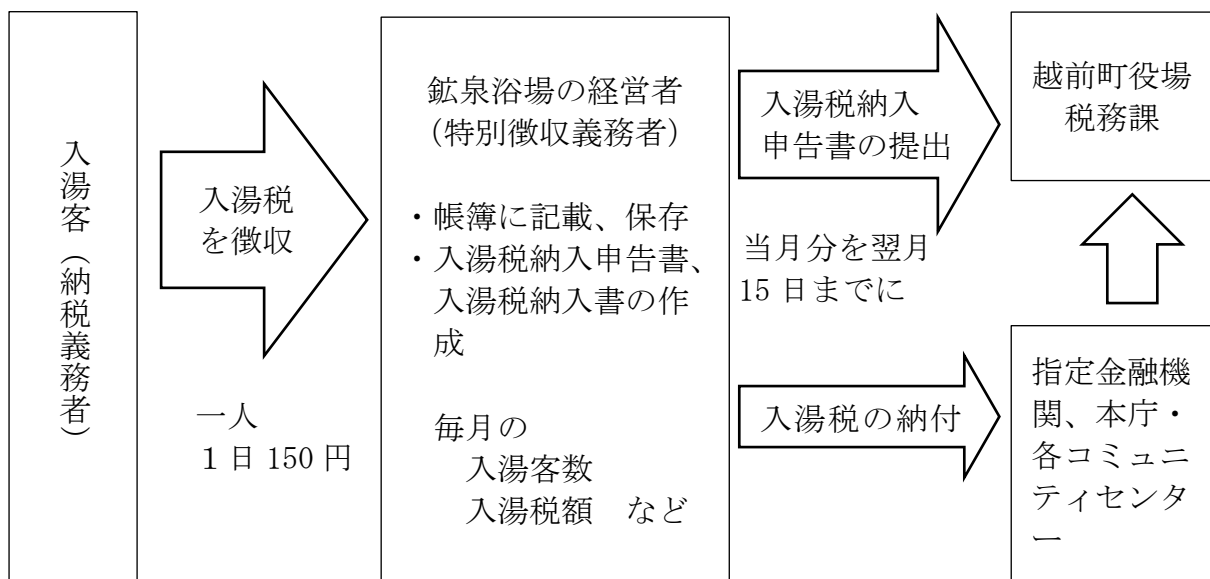 入湯客（納税義務者）
入湯税
を徴収
一人
１日 150 円
鉱泉浴場の経営者
（特別徴収義務者）
・帳簿に記載、保存
・入湯税納入申告書、
入湯税納入書の作
成
毎月の
入湯客数
入湯税額　など
入湯税納入
申告書の提出
当月分を翌月
15 日までに
入湯税の納付
越前町役場
税務課
指定金融機
関、本庁・
各コミュニ
ティセンタ
ー